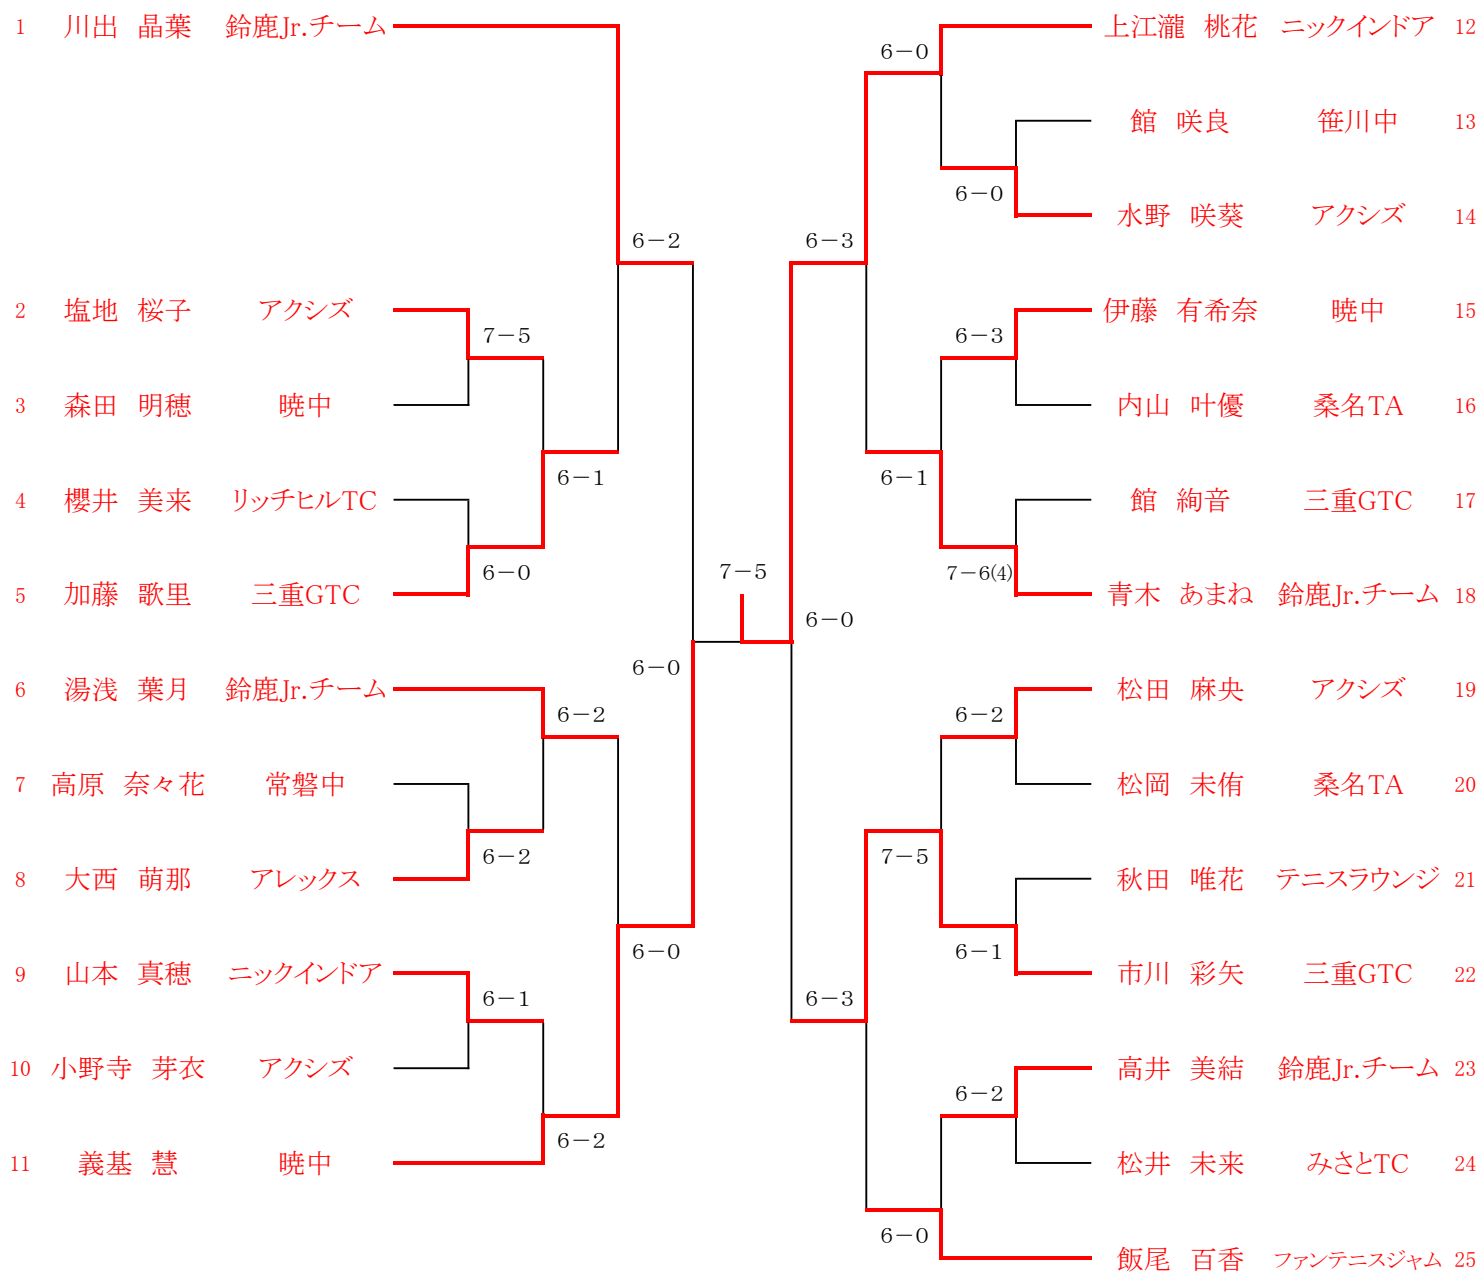 1 川出 晶葉 鈴鹿Jr.チーム
上江瀧 桃花 ニックインドア 12
6−0
館 咲良 笹川中 13
6−0
水野 咲葵 アクシズ 14
6−2
6−3
2 塩地 桜子 アクシズ
伊藤 有希奈 暁中 15
7−5
6−3
3 森田 明穂 暁中
内山 叶優 桑名TA 16
6−1
6−1
4 櫻井 美来 リッチヒルTC
館 絢音 三重GTC 17
6−0
7−5
7−6(4)
5 加藤 歌里 三重GTC
青木 あまね 鈴鹿Jr.チーム 18
6−0
6−0
6 湯浅 葉月 鈴鹿Jr.チーム
松田 麻央 アクシズ 19
6−2
6−2
7 高原 奈々花 常磐中
松岡 未侑 桑名TA 20
6−2
7−5
8 大西 萌那 アレックス
秋田 唯花 テニスラウンジ 21
6−0
6−1
9 山本 真穂 ニックインドア
市川 彩矢 三重GTC 22
6−1
6−3
10 小野寺 芽衣 アクシズ
高井 美結 鈴鹿Jr.チーム 23
6−2
6−2
11 義基 慧 暁中
松井 未来 みさとTC 24
6−0
飯尾 百香 ファンテニスジャム 25